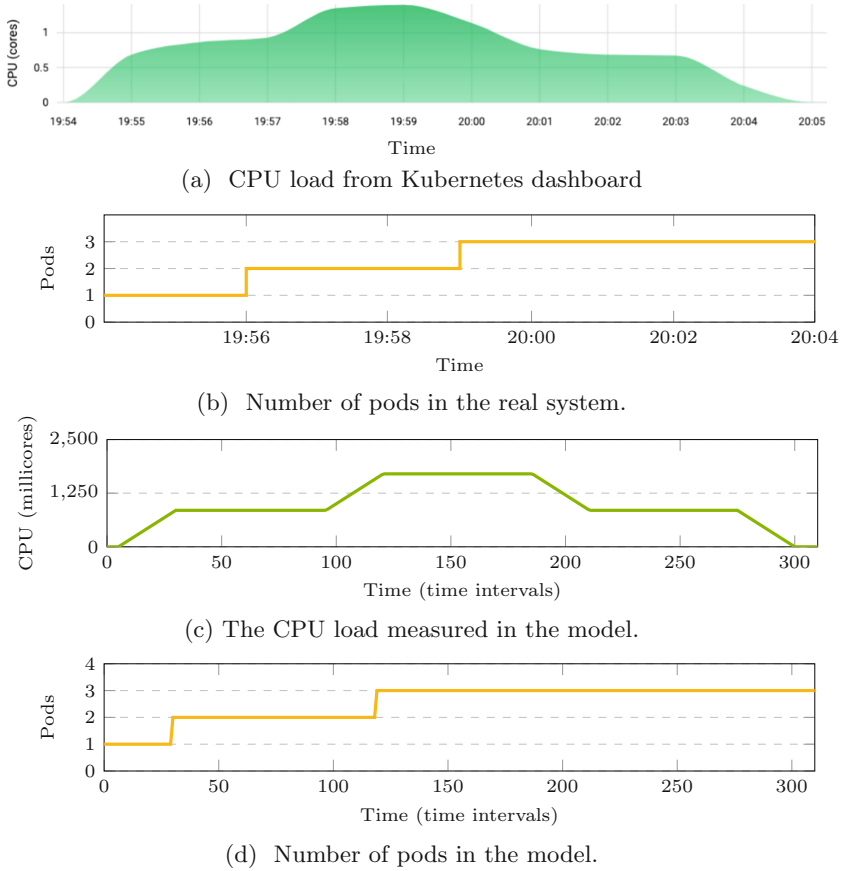 CPU (cores)
1
0.5
0
19:54 19:55 19:56 19:57 19:58 19:59 20:00 20:01 20:02 20:03 20:04 20:05
Time
(a) CPU load from Kubernetes dashboard
Pods
3
2
1
0
19:56 19:58 20:00 20:02 20:04
Time
(b) Number of pods in the real system.
CPU (millicores)
2,500
1,250
0
0 50 100 150 200 250 300
Time (time intervals)
(c) The CPU load measured in the model.
Pods
4
3
2
1
0
0 50 100 150 200 250 300
Time (time intervals)
(d) Number of pods in the model.